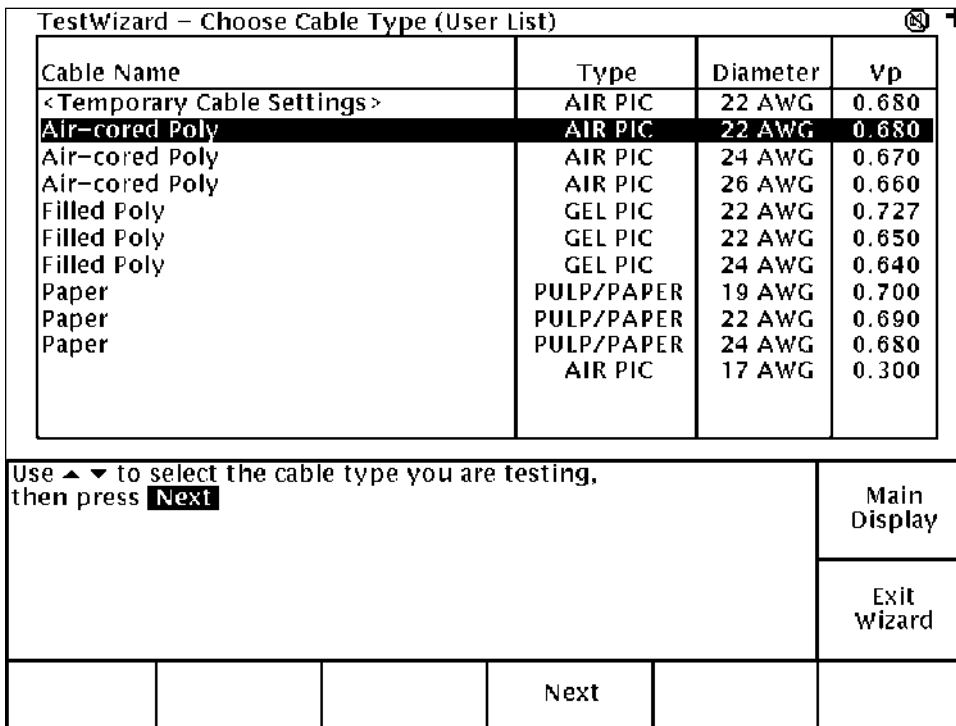 TestWizard – Choose Cable Type (User List)
Cable Name Type Diameter Vp
<Temporary Cable Settings> AIR PIC 22 AWG 0.680
Air-cored Poly AIR PIC 22 AWG 0.680
Air-cored Poly AIR PIC 24 AWG 0.670
Air-cored Poly AIR PIC 26 AWG 0.660
Filled Poly GEL PIC 22 AWG 0.727
Filled Poly GEL PIC 22 AWG 0.650
Filled Poly GEL PIC 24 AWG 0.640
Paper PULP/PAPER 19 AWG 0.700
Paper PULP/PAPER 22 AWG 0.690
Paper PULP/PAPER 24 AWG 0.680
AIR PIC 17 AWG 0.300
Use ▲ ▼ to select the cable type you are testing,
then press Next
Main
Display
Exit
Wizard
Next